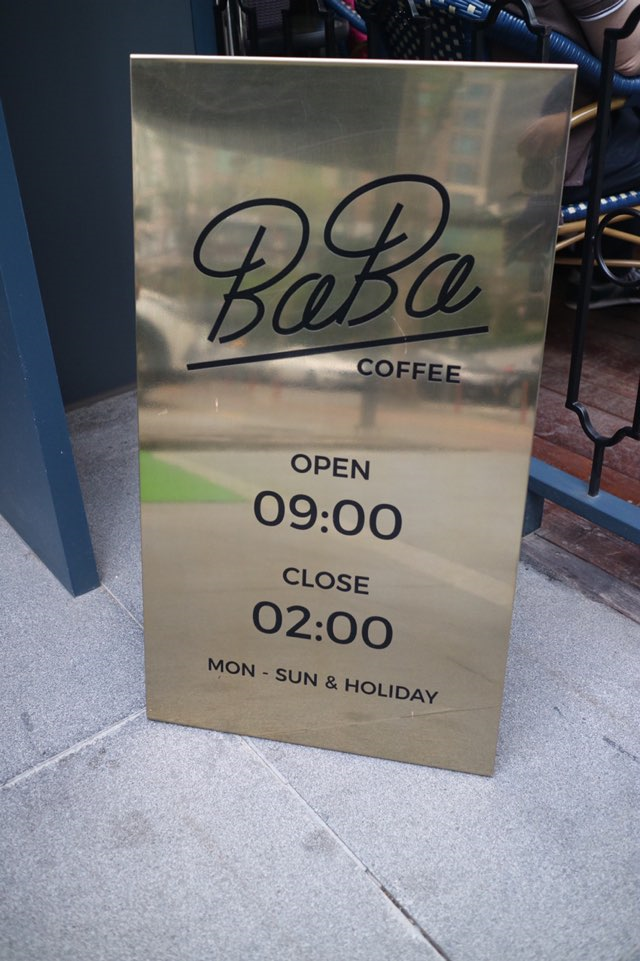 BaBa
COFFEE
OPEN
09:00
CLOSE
02:00
MON - SUN & HOLIDAY